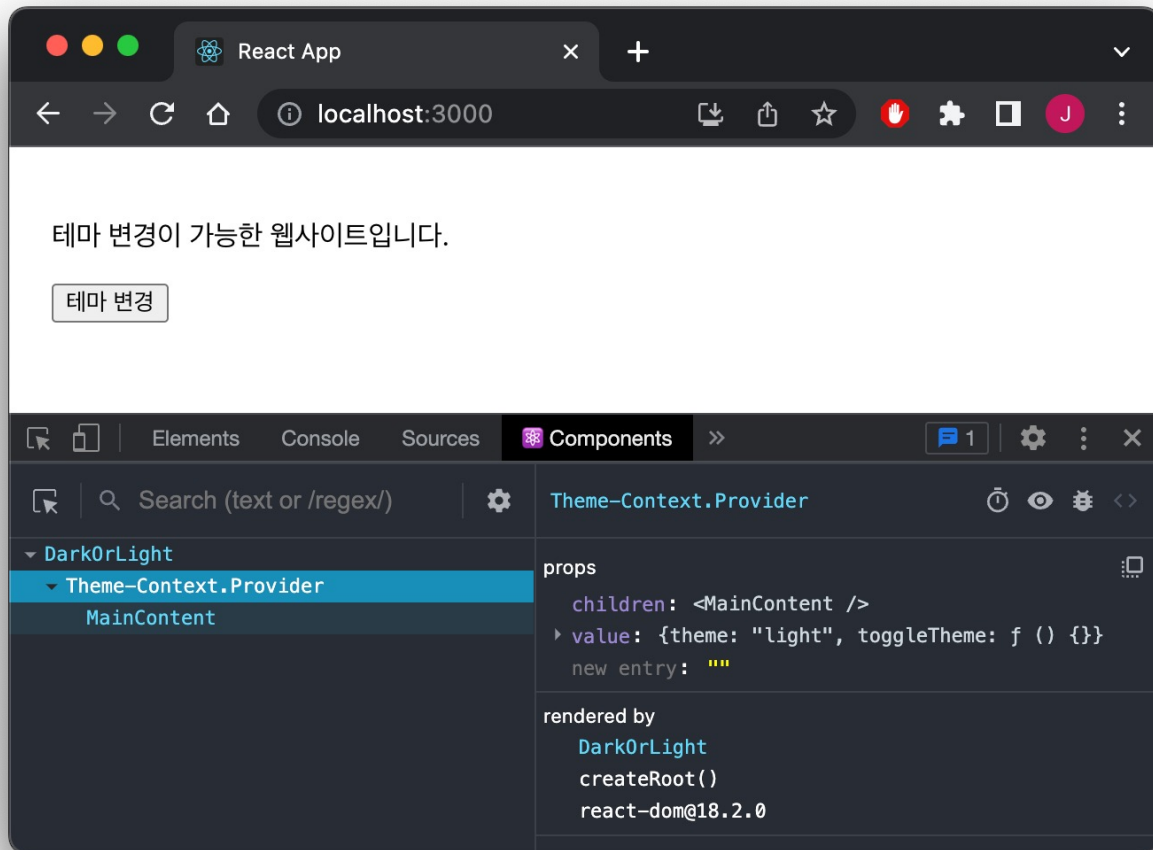 React App
localhost:3000
J
테마 변경이 가능한 웹사이트입니다.
테마 변경
Elements Console Sources Components 1
Search (text or /regex/)
DarkOrLight
Theme-Context.Provider
MainContent
Theme-Context.Provider
props
children: <MainContent />
value: {theme: "light", toggleTheme: ƒ () {}}
new entry: ""
rendered by
DarkOrLight
createRoot()
react-dom@18.2.0